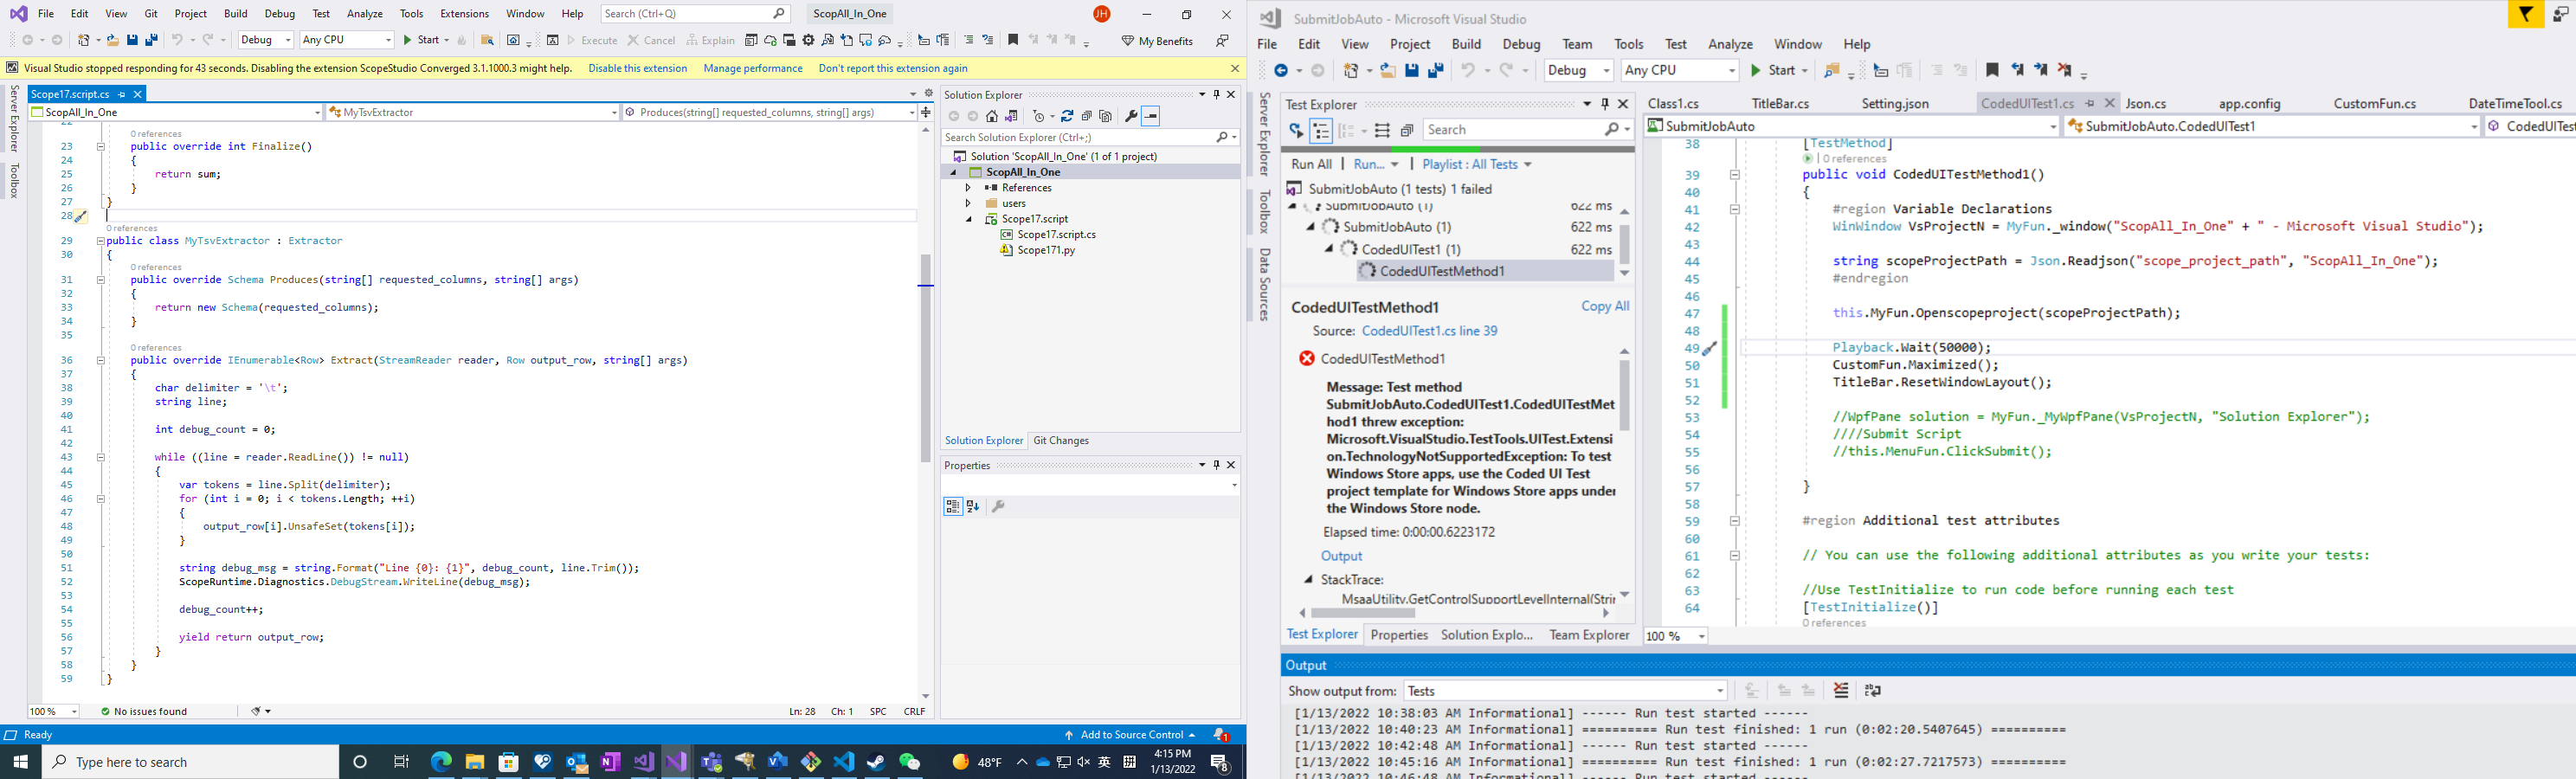 File Edit View Git Project Build Debug Test Analyze Tools Extensions Window Help Search (Ctrl+Q) ScopAll_In_One JH
Debug Any CPU Start Execute Cancel Explain My Benefits
Visual Studio stopped responding for 43 seconds. Disabling the extension ScopeStudio Converged 3.1.1000.3 might help. Disable this extension Manage performance Don't report this extension again
Server Explorer
Toolbox
Scope17.script.cs
ScopAll_In_One MyTsvExtractor Produces(string[] requested_columns, string[] args)
22
0 references
23 public override int Finalize()
24 {
25 return sum;
26 }
27 }
28
0 references
29 public class MyTsvExtractor : Extractor
30 {
0 references
31 public override Schema Produces(string[] requested_columns, string[] args)
32 {
33 return new Schema(requested_columns);
34 }
35
0 references
36 public override IEnumerable<Row> Extract(StreamReader reader, Row output_row, string[] args)
37 {
38 char delimiter = '\t';
39 string line;
40
41 int debug_count = 0;
42
43 while ((line = reader.ReadLine()) != null)
44 {
45 var tokens = line.Split(delimiter);
46 for (int i = 0; i < tokens.Length; ++i)
47 {
48 output_row[i].UnsafeSet(tokens[i]);
49 }
50
51 string debug_msg = string.Format("Line {0}: {1}", debug_count, line.Trim());
52 ScopeRuntime.Diagnostics.DebugStream.WriteLine(debug_msg);
53
54 debug_count++;
55
56 yield return output_row;
57 }
58 }
59 }
100 % No issues found Ln: 28 Ch: 1 SPC CRLF
Solution Explorer
Search Solution Explorer (Ctrl+;)
Solution 'ScopAll_In_One' (1 of 1 project)
ScopAll_In_One
References
users
Scope17.script
Scope17.script.cs
Scope171.py
Solution Explorer Git Changes
Properties
Ready Add to Source Control 1
Type here to search 48°F 英 4:15 PM
1/13/2022 8
SubmitJobAuto - Microsoft Visual Studio
File Edit View Project Build Debug Team Tools Test Analyze Window Help
Debug Any CPU Start
Server Explorer
Toolbox
Data Sources
Test Explorer
Search
Run All Run... Playlist : All Tests
SubmitJobAuto (1 tests) 1 failed
SubmitJobAuto (1) 622 ms
SubmitJobAuto (1) 622 ms
CodedUITest1 (1) 622 ms
CodedUITestMethod1
CodedUITestMethod1 Copy All
Source: CodedUITest1.cs line 39
CodedUITestMethod1
Message: Test method
SubmitJobAuto.CodedUITest1.CodedUITestMet
hod1 threw exception:
Microsoft.VisualStudio.TestTools.UITest.Extensi
on.TechnologyNotSupportedException: To test
Windows Store apps, use the Coded UI Test
project template for Windows Store apps under
the Windows Store node.
Elapsed time: 0:00:00.6223172
Output
StackTrace:
MsaaUtility.GetControlSupportLevelInternal(Strin
Test Explorer Properties Solution Explo... Team Explorer
Class1.cs TitleBar.cs Setting.json CodedUITest1.cs Json.cs app.config CustomFun.cs DateTimeTool.cs
SubmitJobAuto SubmitJobAuto.CodedUITest1 CodedUITest
38 [TestMethod]
0 references
39 public void CodedUITestMethod1()
40 {
41 #region Variable Declarations
42 WinWindow VsProjectN = MyFun._window("ScopAll_In_One" + " - Microsoft Visual Studio");
43
44 string scopeProjectPath = Json.Readjson("scope_project_path", "ScopAll_In_One");
45 #endregion
46
47 this.MyFun.Openscopeproject(scopeProjectPath);
48
49 Playback.Wait(50000);
50 CustomFun.Maximized();
51 TitleBar.ResetWindowLayout();
52
53 //WpfPane solution = MyFun._MyWpfPane(VsProjectN, "Solution Explorer");
54 ////Submit Script
55 //this.MenuFun.ClickSubmit();
56
57 }
58
59 #region Additional test attributes
60
61 // You can use the following additional attributes as you write your tests:
62
63 //Use TestInitialize to run code before running each test
64 [TestInitialize()]
0 references
100 %
Output
Show output from: Tests
[1/13/2022 10:38:03 AM Informational] ------ Run test started ------
[1/13/2022 10:40:23 AM Informational] ========== Run test finished: 1 run (0:02:20.5407645) ==========
[1/13/2022 10:42:48 AM Informational] ------ Run test started ------
[1/13/2022 10:45:16 AM Informational] ========== Run test finished: 1 run (0:02:27.7217573) ==========
[1/13/2022 10:46:48 AM Informational] ------ Run test started ------